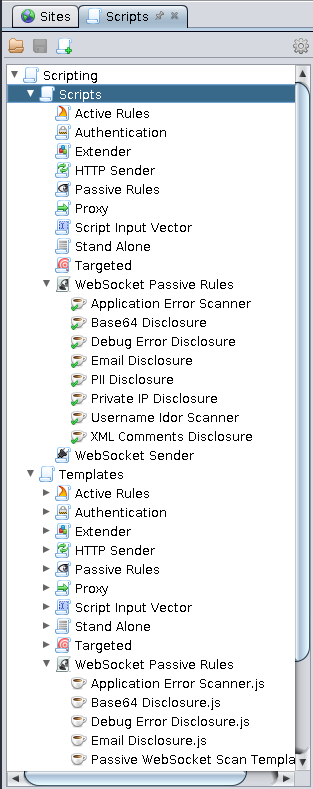 Sites
Scripts
Scripting
Scripts
Active Rules
Authentication
Extender
HTTP Sender
Passive Rules
Proxy
Script Input Vector
Stand Alone
Targeted
WebSocket Passive Rules
Application Error Scanner
Base64 Disclosure
Debug Error Disclosure
Email Disclosure
PII Disclosure
Private IP Disclosure
Username Idor Scanner
XML Comments Disclosure
WebSocket Sender
Templates
Active Rules
Authentication
Extender
HTTP Sender
Passive Rules
Proxy
Script Input Vector
Stand Alone
Targeted
WebSocket Passive Rules
Application Error Scanner.js
Base64 Disclosure.js
Debug Error Disclosure.js
Email Disclosure.js
Passive WebSocket Scan Templa